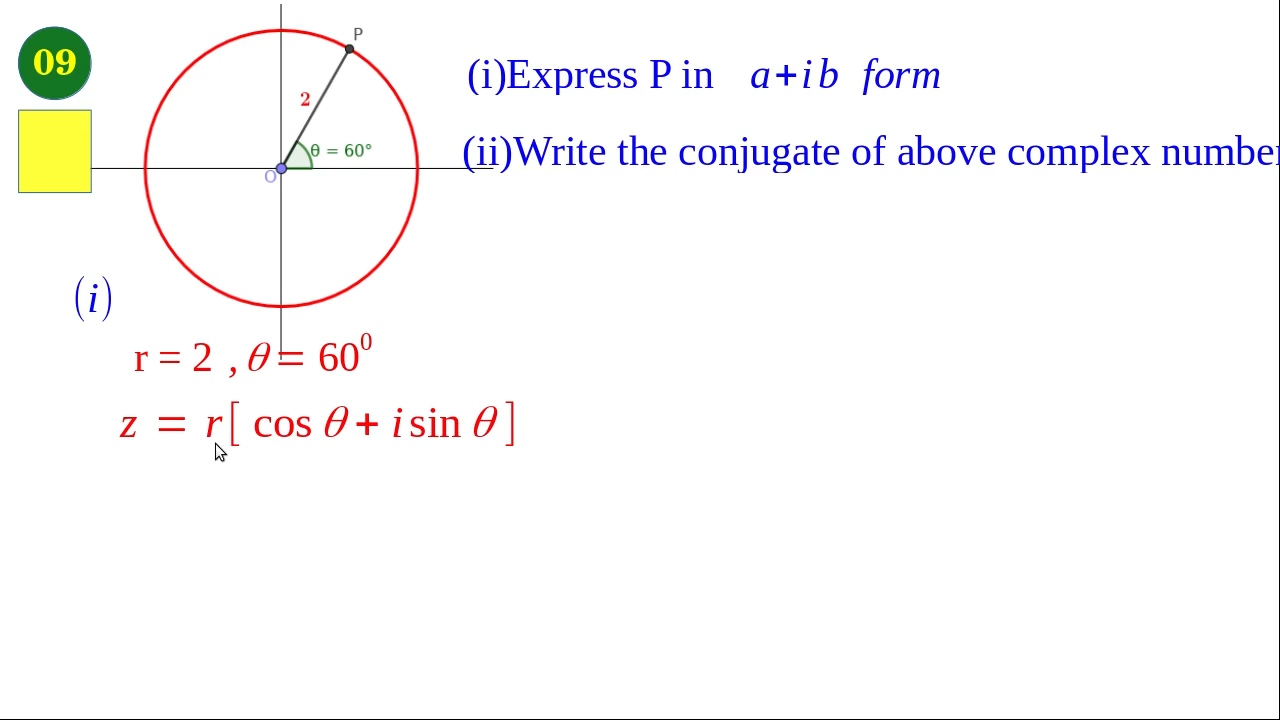 09
P
2
θ = 60°
O
(i)Express P in a+ib form
(ii)Write the conjugate of above complex number
(i)
r = 2 , θ = 60⁰
z = r[ cos θ + i sin θ ]